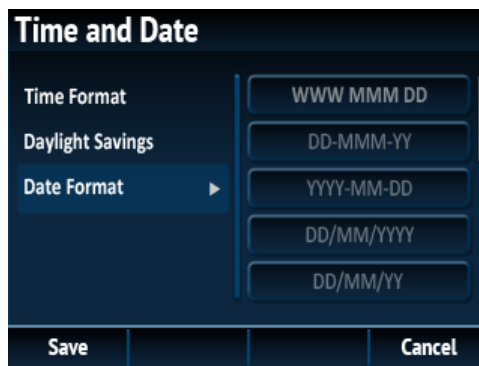 Time and Date
Time Format
Daylight Savings
Date Format
WWW MMM DD
DD-MMM-YY
YYYY-MM-DD
DD/MM/YYYY
DD/MM/YY
Save
Cancel